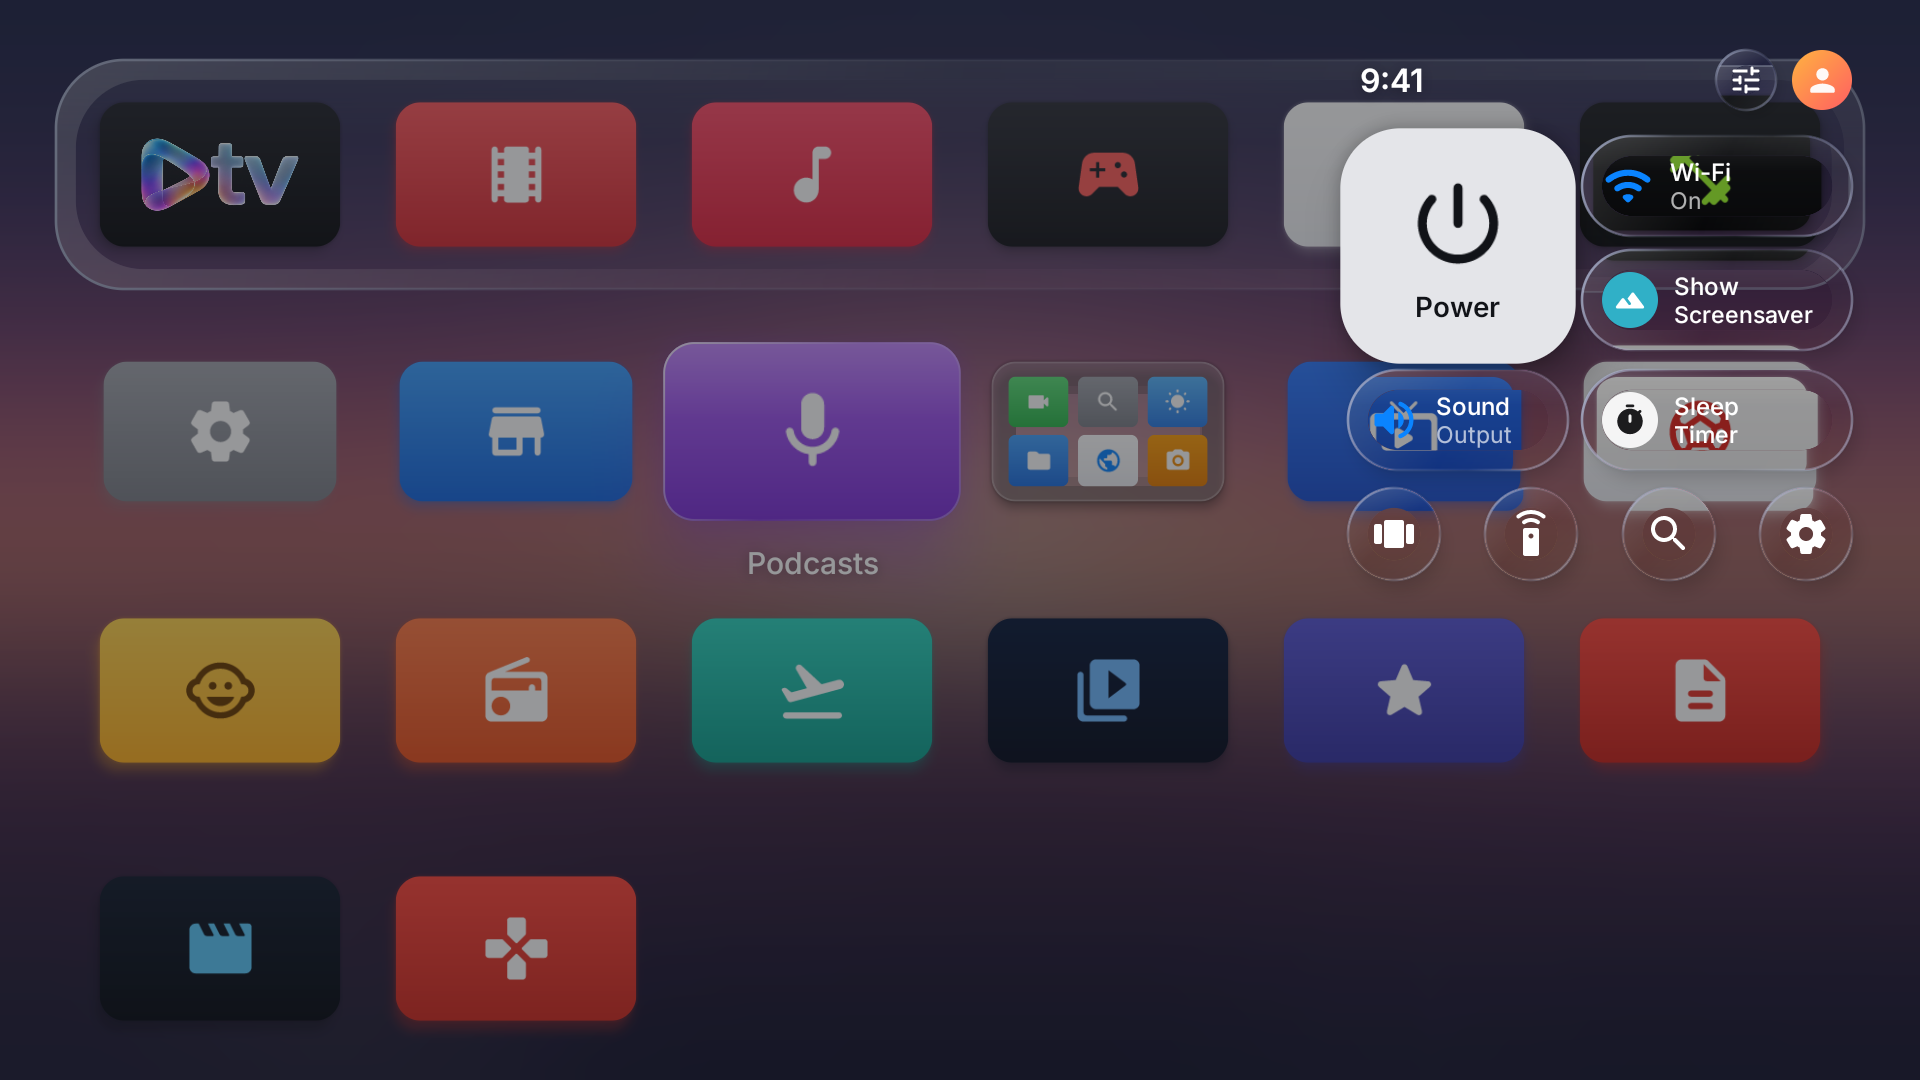 9:41
tv
Power
Wi-Fi
On
Show
Screensaver
Sound
Output
Sleep
Timer
Podcasts